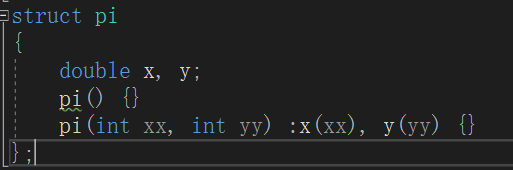 struct pi
{
double x, y;
pi() {}
pi(int xx, int yy) :x(xx), y(yy) {}
};